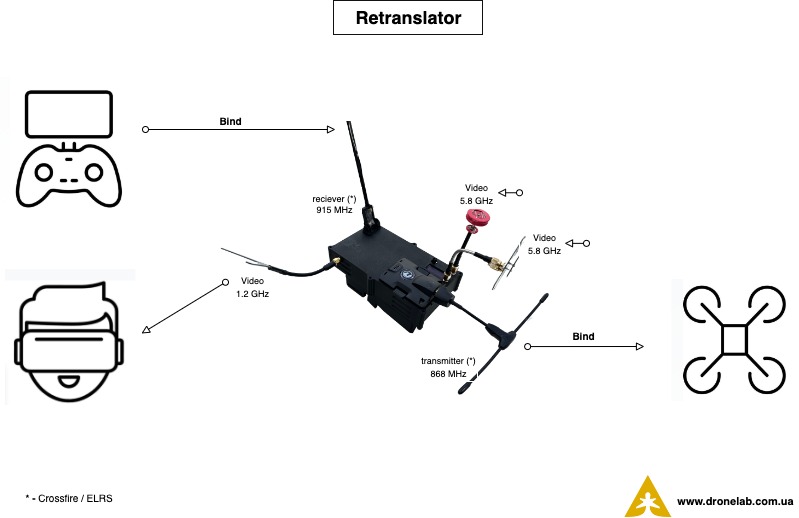 Retranslator
Bind
reciever (*)
915 MHz
Video
5.8 GHz
Video
5.8 GHz
Video
1.2 GHz
transmitter (*)
868 MHz
Bind
* - Crossfire / ELRS
www.dronelab.com.ua